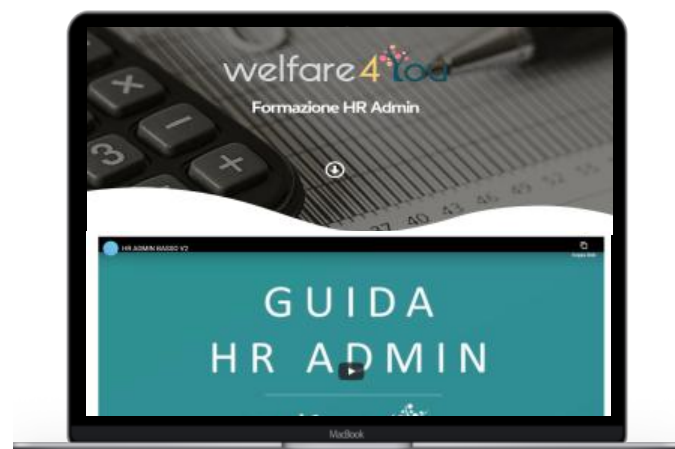 welfare4You
Formazione HR Admin
HR ADMIN BASSO V2
GUIDA
HR ADMIN
MacBook